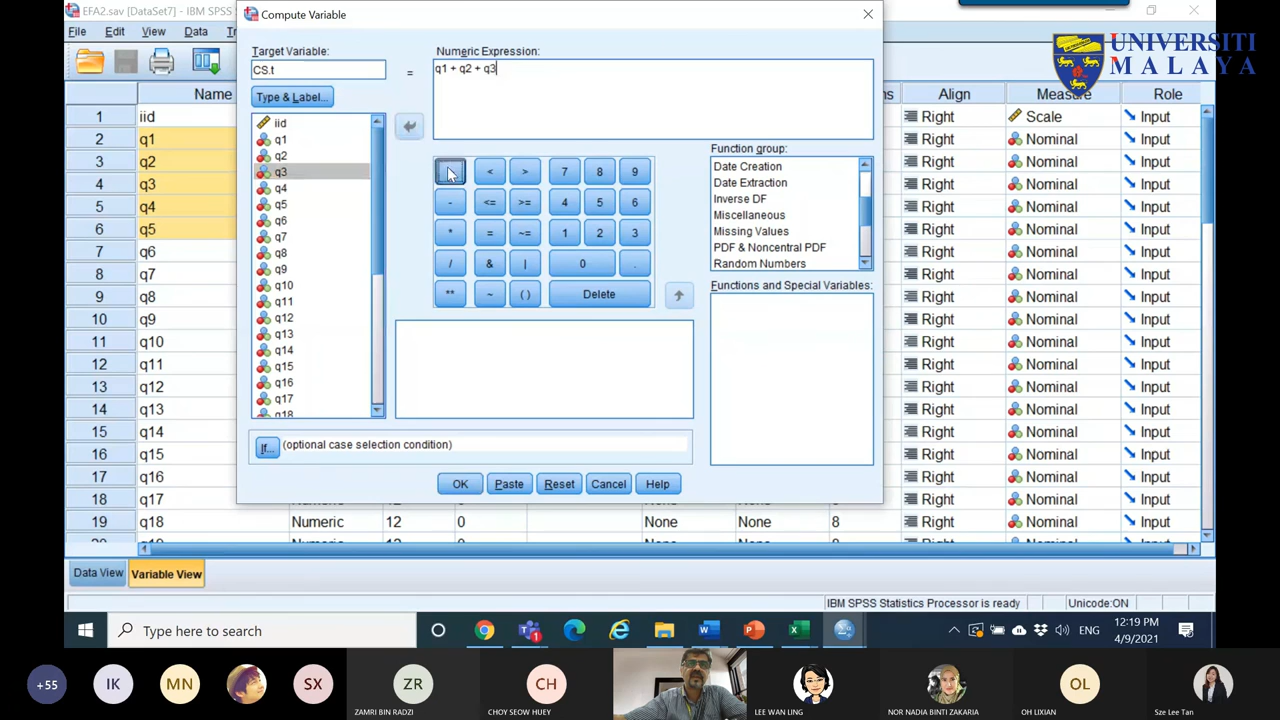 EFA2.sav [DataSet7] - IBM SPSS
File Edit View Data
Compute Variable
UNIVERSITI
MALAYA
Target Variable:
CS.t
=
Numeric Expression:
q1 + q2 + q3
Type & Label...
iid
q1
q2
q3
q4
q5
q6
q7
q8
q9
q10
q11
q12
q13
q14
q15
q16
q17
q18
< > 7 8 9
- <= >= 4 5 6
* = ~= 1 2 3
/ & | 0 .
** ~ ( ) Delete
Function group:
Date Creation
Date Extraction
Inverse DF
Miscellaneous
Missing Values
PDF & Noncentral PDF
Random Numbers
Functions and Special Variables:
If... (optional case selection condition)
OK Paste Reset Cancel Help
Name Align Measure Role
1 iid Right Scale Input
2 q1 Right Nominal Input
3 q2 Right Nominal Input
4 q3 Right Nominal Input
5 q4 Right Nominal Input
6 q5 Right Nominal Input
7 q6 Right Nominal Input
8 q7 Right Nominal Input
9 q8 Right Nominal Input
10 q9 Right Nominal Input
11 q10 Right Nominal Input
12 q11 Right Nominal Input
13 q12 Right Nominal Input
14 q13 Right Nominal Input
15 q14 Right Nominal Input
16 q15 Right Nominal Input
17 q16 Right Nominal Input
18 q17 Right Nominal Input
19 q18 Numeric 12 0 None None 8 Right Nominal Input
Data View Variable View
IBM SPSS Statistics Processor is ready Unicode:ON
Type here to search
ENG
12:19 PM
4/9/2021
+55 IK MN SX ZR CH OL
ZAMRI BIN RADZI CHOY SEOW HUEY LEE WAN LING NOR NADIA BINTI ZAKARIA OH LIXIAN Sze Lee Tan